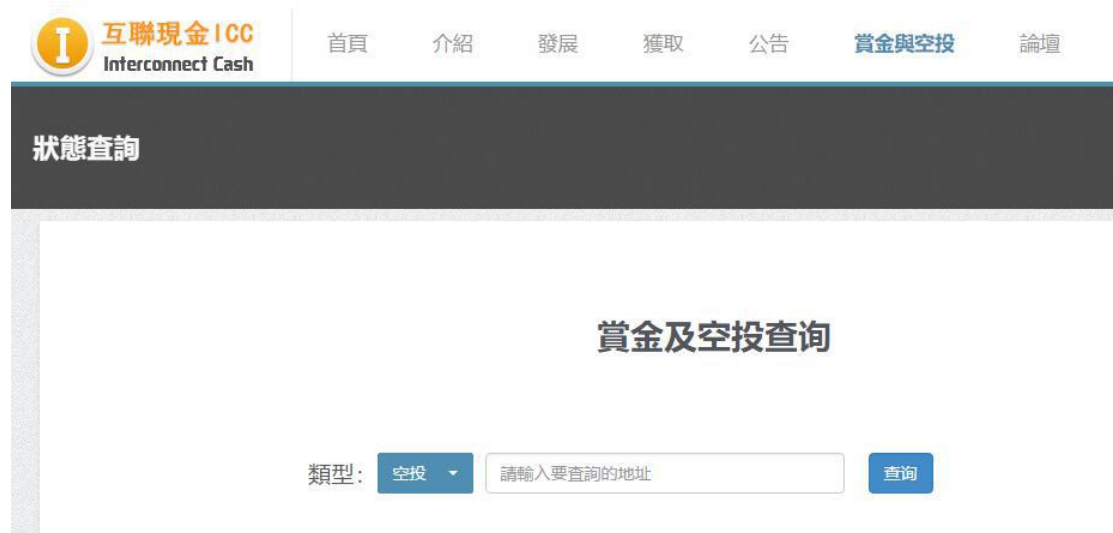 互聯現金ICC
Interconnect Cash
首頁 介紹 發展 獲取 公告 賞金與空投 論壇
狀態查詢
賞金及空投查询
類型: 空投 請輸入要查詢的地址 查询